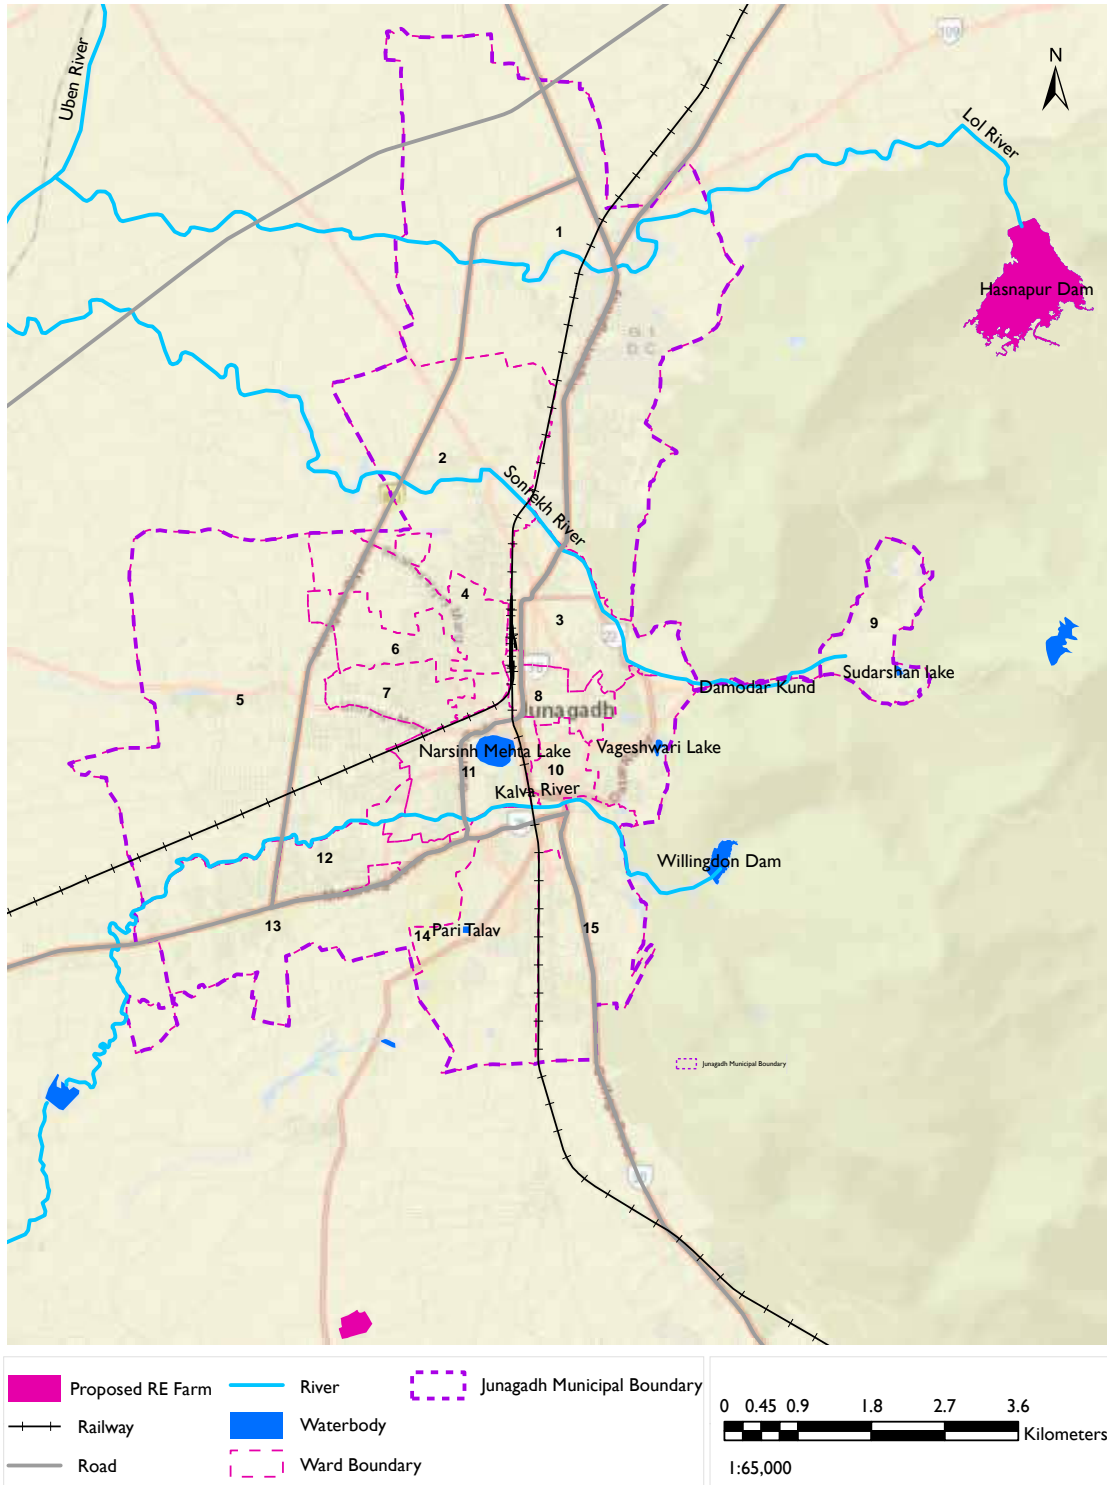 109
N
Uben River
Lol River
1
Hasnapur Dam
G I
D C
2
Sonrekh River
4
3
9
6
Sudarshan lake
7
8
Damodar Kund
5
Junagadh
Narsinh Mehta Lake
Vageshwari Lake
11
10
Kalva River
12
Willingdon Dam
13
14
Pari Talav
15
Junagadh Municipal Boundary
Proposed RE Farm
River
Junagadh Municipal Boundary
Railway
Waterbody
Road
Ward Boundary
0 0.45 0.9 1.8 2.7 3.6
Kilometers
1:65,000